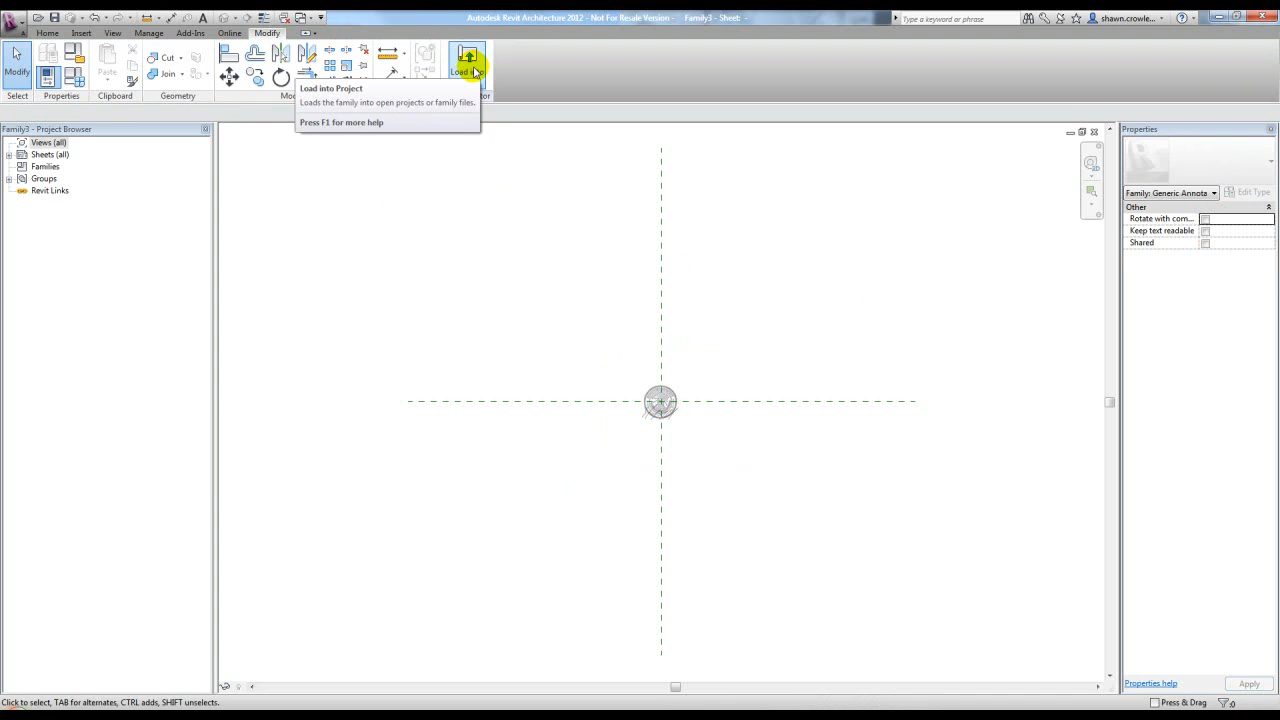 Autodesk Revit Architecture 2012 - Not For Resale Version - Family3 - Sheet: -
Type a keyword or phrase
shawn.crowle...
Home
Insert
View
Manage
Add-Ins
Online
Modify
Modify
Paste
Cut
Join
Load into
Select
Properties
Clipboard
Geometry
Load into Project
Loads the family into open projects or family files.
Press F1 for more help
Family3 - Project Browser
Views (all)
Sheets (all)
Families
Groups
Revit Links
Properties
Family: Generic Annota
Edit Type
Other
Rotate with com...
Keep text readable
Shared
Properties help
Apply
Click to select, TAB for alternates, CTRL adds, SHIFT unselects.
Press & Drag
:0